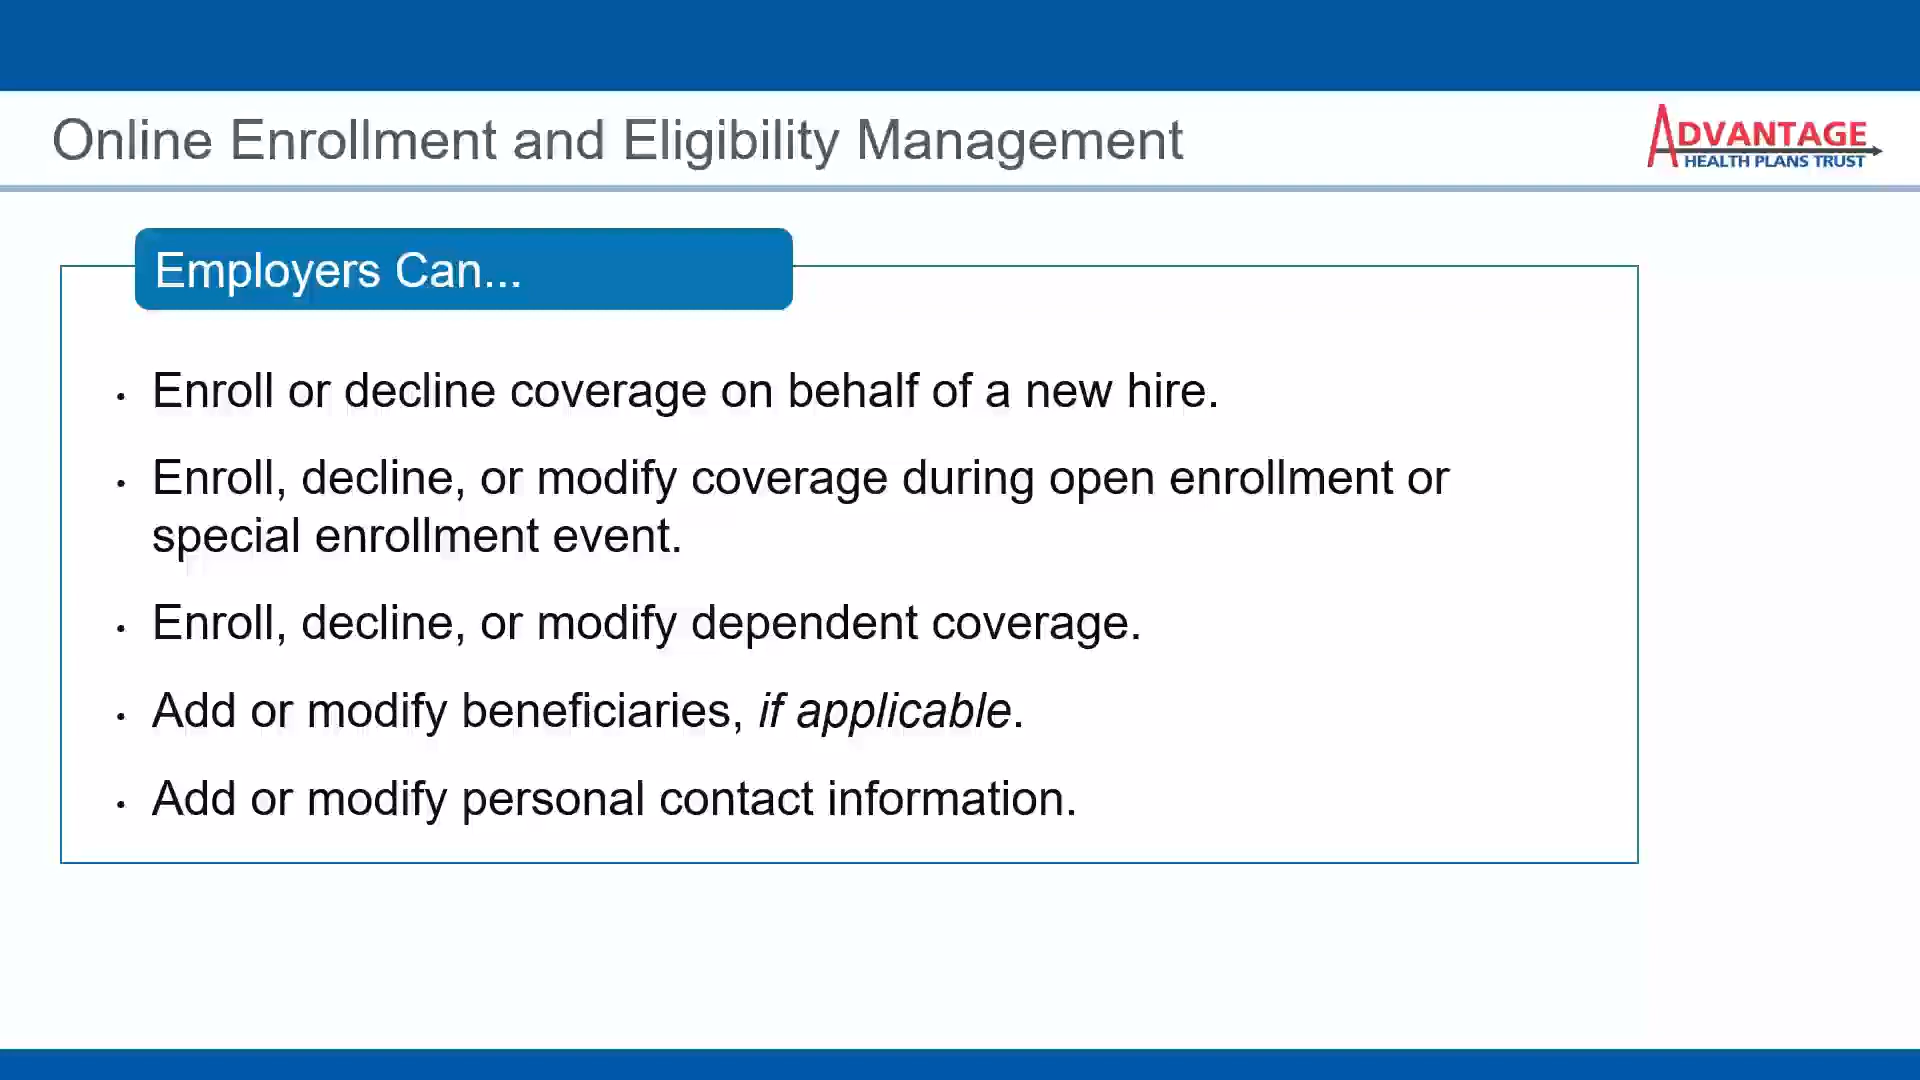 Online Enrollment and Eligibility Management
ADVANTAGE
HEALTH PLANS TRUST
Employers Can...
• Enroll or decline coverage on behalf of a new hire.
• Enroll, decline, or modify coverage during open enrollment or
special enrollment event.
• Enroll, decline, or modify dependent coverage.
• Add or modify beneficiaries, if applicable.
• Add or modify personal contact information.